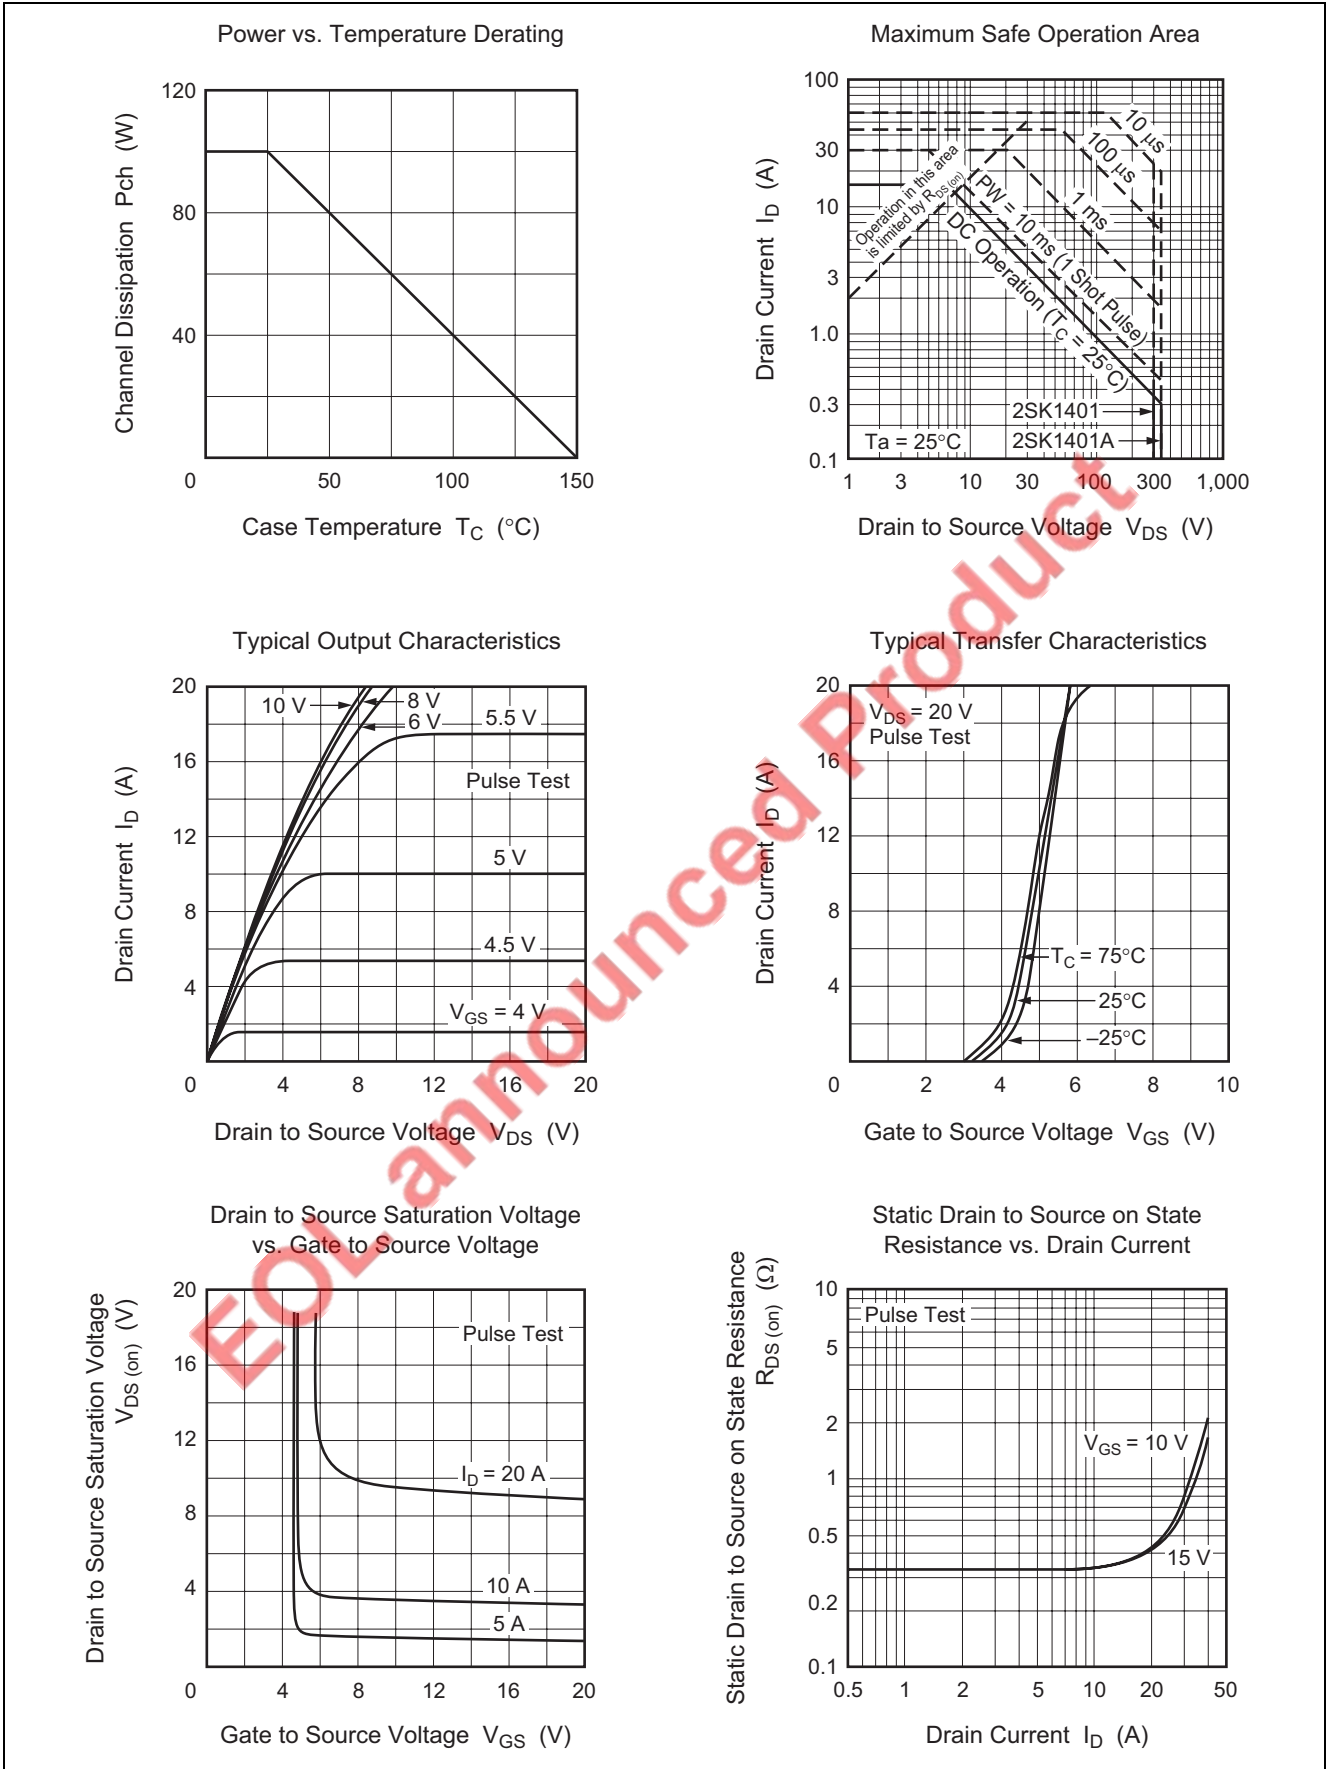 Power vs. Temperature Derating
Channel Dissipation Pch (W)
120
80
40
0
50
100
150
Case Temperature TC (°C)
Maximum Safe Operation Area
Drain Current ID (A)
100
30
10
3
1.0
0.3
0.1
10 μs
100 μs
1 ms
PW = 10 ms (1 Shot Pulse)
DC Operation (TC = 25°C)
Operation in this area
is limited by RDS (on)
2SK1401
2SK1401A
Ta = 25°C
1
3
10
30
100
300
1,000
Drain to Source Voltage VDS (V)
Typical Output Characteristics
Drain Current ID (A)
20
16
12
8
4
0
10 V
8 V
6 V
5.5 V
Pulse Test
5 V
4.5 V
VGS = 4 V
4
8
12
16
20
Drain to Source Voltage VDS (V)
Typical Transfer Characteristics
Drain Current ID (A)
20
16
12
8
4
0
VDS = 20 V
Pulse Test
TC = 75°C
25°C
–25°C
2
4
6
8
10
Gate to Source Voltage VGS (V)
Drain to Source Saturation Voltage
vs. Gate to Source Voltage
Drain to Source Saturation Voltage
VDS (on) (V)
20
16
12
8
4
0
Pulse Test
ID = 20 A
10 A
5 A
4
8
12
16
20
Gate to Source Voltage VGS (V)
Static Drain to Source on State
Resistance vs. Drain Current
Static Drain to Source on State Resistance
RDS (on) (Ω)
10
5
2
1
0.5
0.2
0.1
Pulse Test
VGS = 10 V
15 V
0.5
1
2
5
10
20
50
Drain Current ID (A)
EOL announced Product